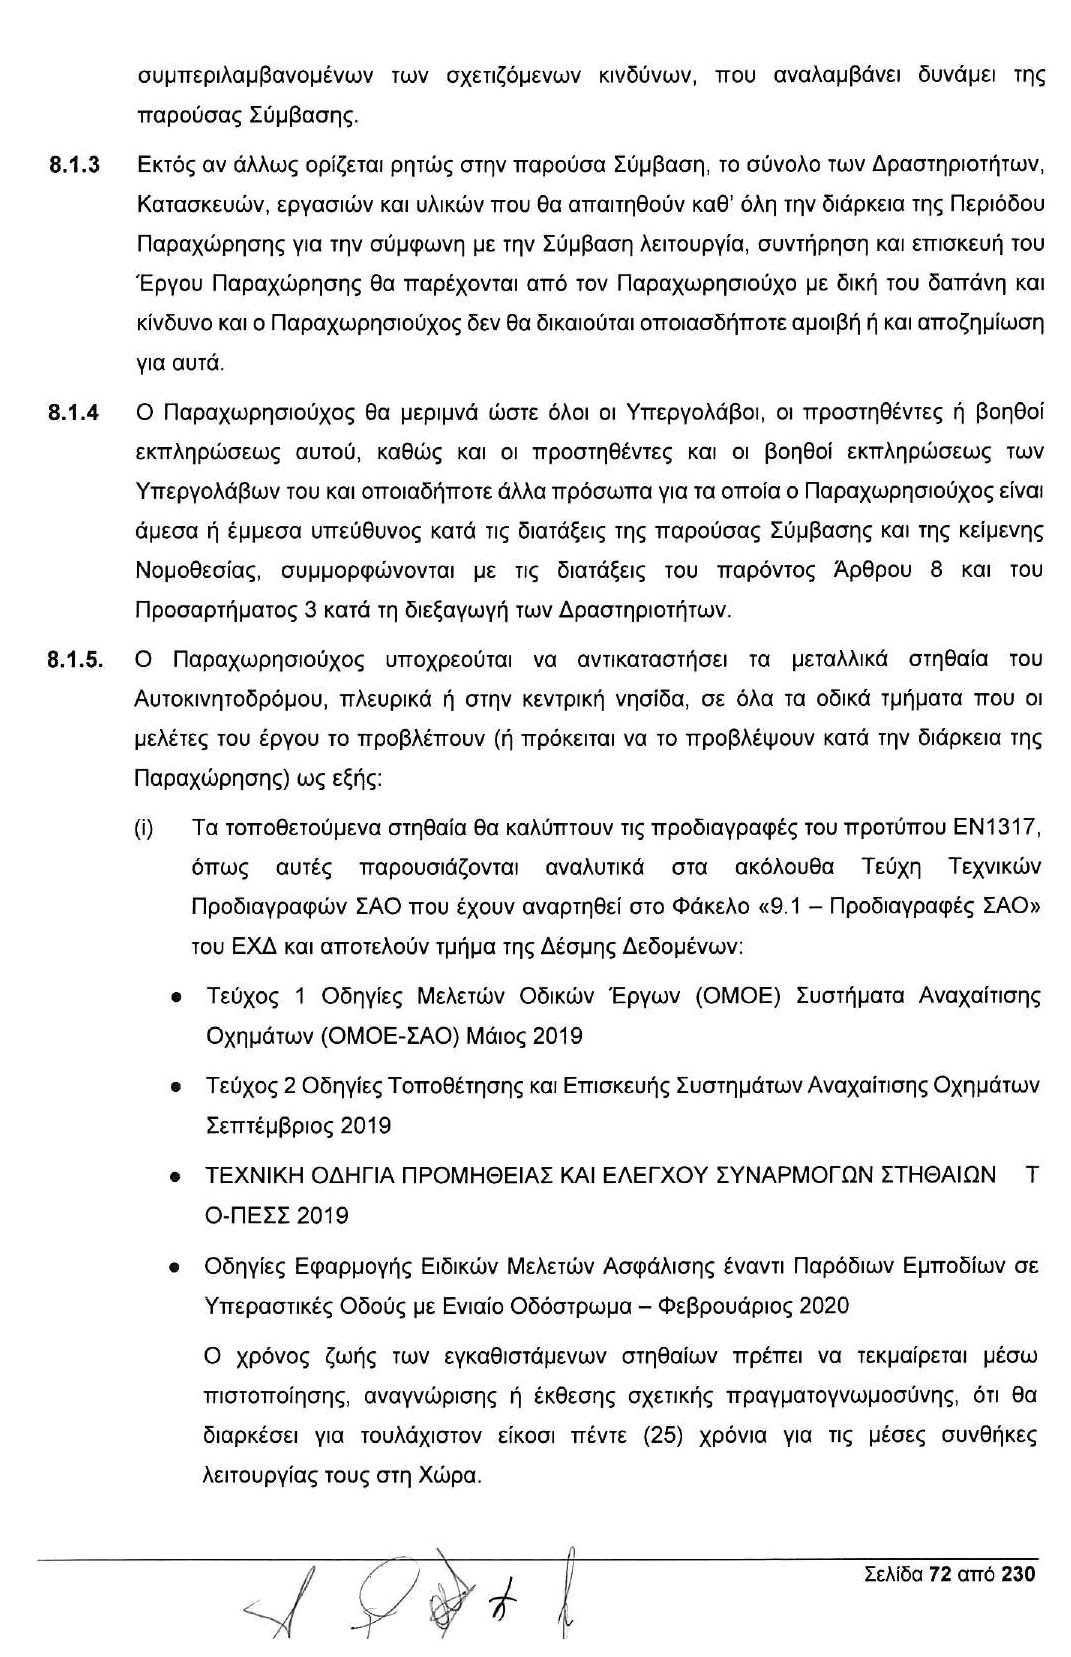 συμπεριλαμβανομένων των σχετιζόμενων κινδύνων, που αναλαμβάνει δυνάμει της
παρούσας Σύμβασης.
8.1.3 Εκτός αν άλλως ορίζεται ρητώς στην παρούσα Σύμβαση, το σύνολο των Δραστηριοτήτων,
Κατασκευών, εργασιών και υλικών που θα απαιτηθούν καθ’ όλη την διάρκεια της Περιόδου
Παραχώρησης για την σύμφωνη με την Σύμβαση λειτουργία, συντήρηση και επισκευή του
Έργου Παραχώρησης θα παρέχονται από τον Παραχωρησιούχο με δική του δαπάνη και
κίνδυνο και ο Παραχωρησιούχος δεν θα δικαιούται οποιασδήποτε αμοιβή ή και αποζημίωση
για αυτά.
8.1.4 Ο Παραχωρησιούχος θα μεριμνά ώστε όλοι οι Υπεργολάβοι, οι προστηθέντες ή βοηθοί
εκπληρώσεως αυτού, καθώς και οι προστηθέντες και οι βοηθοί εκπληρώσεως των
Υπεργολάβων του και οποιαδήποτε άλλα πρόσωπα για τα οποία ο Παραχωρησιούχος είναι
άμεσα ή έμμεσα υπεύθυνος κατά τις διατάξεις της παρούσας Σύμβασης και της κείμενης
Νομοθεσίας, συμμορφώνονται με τις διατάξεις του παρόντος Άρθρου 8 και του
Προσαρτήματος 3 κατά τη διεξαγωγή των Δραστηριοτήτων.
8.1.5. Ο Παραχωρησιούχος υποχρεούται να αντικαταστήσει τα μεταλλικά στηθαία του
Αυτοκινητοδρόμου, πλευρικά ή στην κεντρική νησίδα, σε όλα τα οδικά τμήματα που οι
μελέτες του έργου το προβλέπουν (ή πρόκειται να το προβλέψουν κατά την διάρκεια της
Παραχώρησης) ως εξής:
(i) Τα τοποθετούμενα στηθαία θα καλύπτουν τις προδιαγραφές του προτύπου ΕΝ1317,
όπως αυτές παρουσιάζονται αναλυτικά στα ακόλουθα Τεύχη Τεχνικών
Προδιαγραφών ΣΑΟ που έχουν αναρτηθεί στο Φάκελο «9.1 – Προδιαγραφές ΣΑΟ»
του ΕΧΔ και αποτελούν τμήμα της Δέσμης Δεδομένων:
• Τεύχος 1 Οδηγίες Μελετών Οδικών Έργων (ΟΜΟΕ) Συστήματα Αναχαίτισης
Οχημάτων (ΟΜΟΕ-ΣΑΟ) Μάιος 2019
• Τεύχος 2 Οδηγίες Τοποθέτησης και Επισκευής Συστημάτων Αναχαίτισης Οχημάτων
Σεπτέμβριος 2019
• ΤΕΧΝΙΚΗ ΟΔΗΓΙΑ ΠΡΟΜΗΘΕΙΑΣ ΚΑΙ ΕΛΕΓΧΟΥ ΣΥΝΑΡΜΟΓΩΝ ΣΤΗΘΑΙΩΝ Τ
Ο-ΠΕΣΣ 2019
• Οδηγίες Εφαρμογής Ειδικών Μελετών Ασφάλισης έναντι Παρόδιων Εμποδίων σε
Υπεραστικές Οδούς με Ενιαίο Οδόστρωμα – Φεβρουάριος 2020
Ο χρόνος ζωής των εγκαθιστάμενων στηθαίων πρέπει να τεκμαίρεται μέσω
πιστοποίησης, αναγνώρισης ή έκθεσης σχετικής πραγματογνωμοσύνης, ότι θα
διαρκέσει για τουλάχιστον είκοσι πέντε (25) χρόνια για τις μέσες συνθήκες
λειτουργίας τους στη Χώρα.
Σελίδα 72 από 230